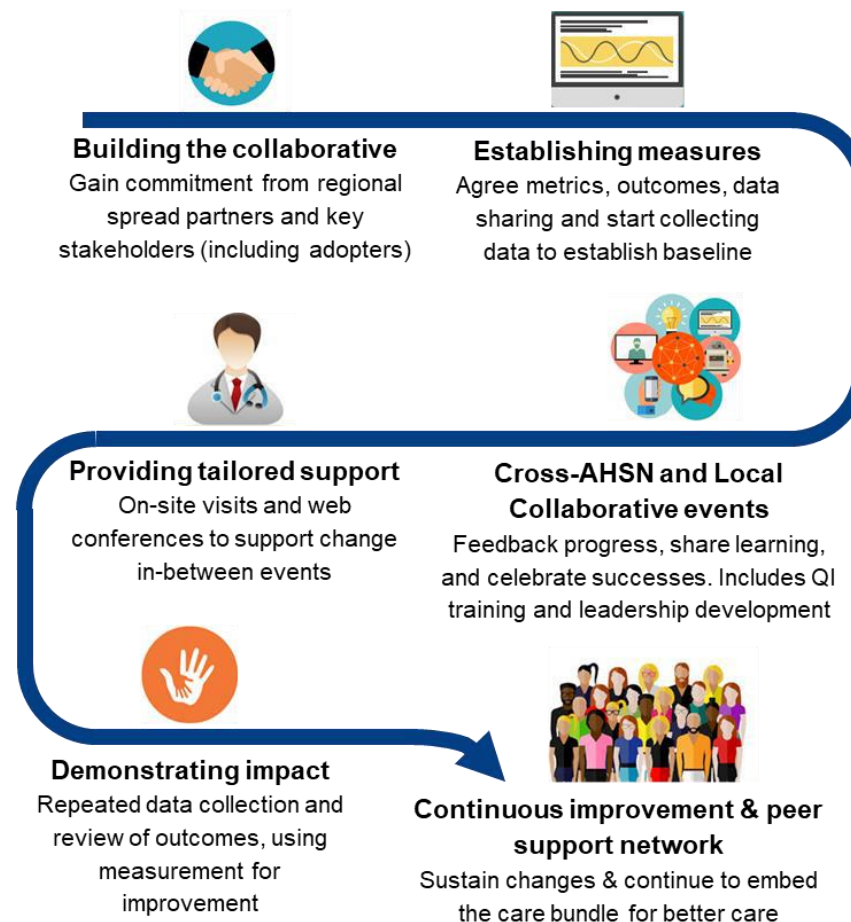 Building the collaborative
Gain commitment from regional
spread partners and key
stakeholders (including adopters)
Establishing measures
Agree metrics, outcomes, data
sharing and start collecting
data to establish baseline
Providing tailored support
On-site visits and web
conferences to support change
in-between events
Cross-AHSN and Local
Collaborative events
Feedback progress, share learning,
and celebrate successes. Includes QI
training and leadership development
Demonstrating impact
Repeated data collection and
review of outcomes, using
measurement for
improvement
Continuous improvement & peer
support network
Sustain changes & continue to embed
the care bundle for better care